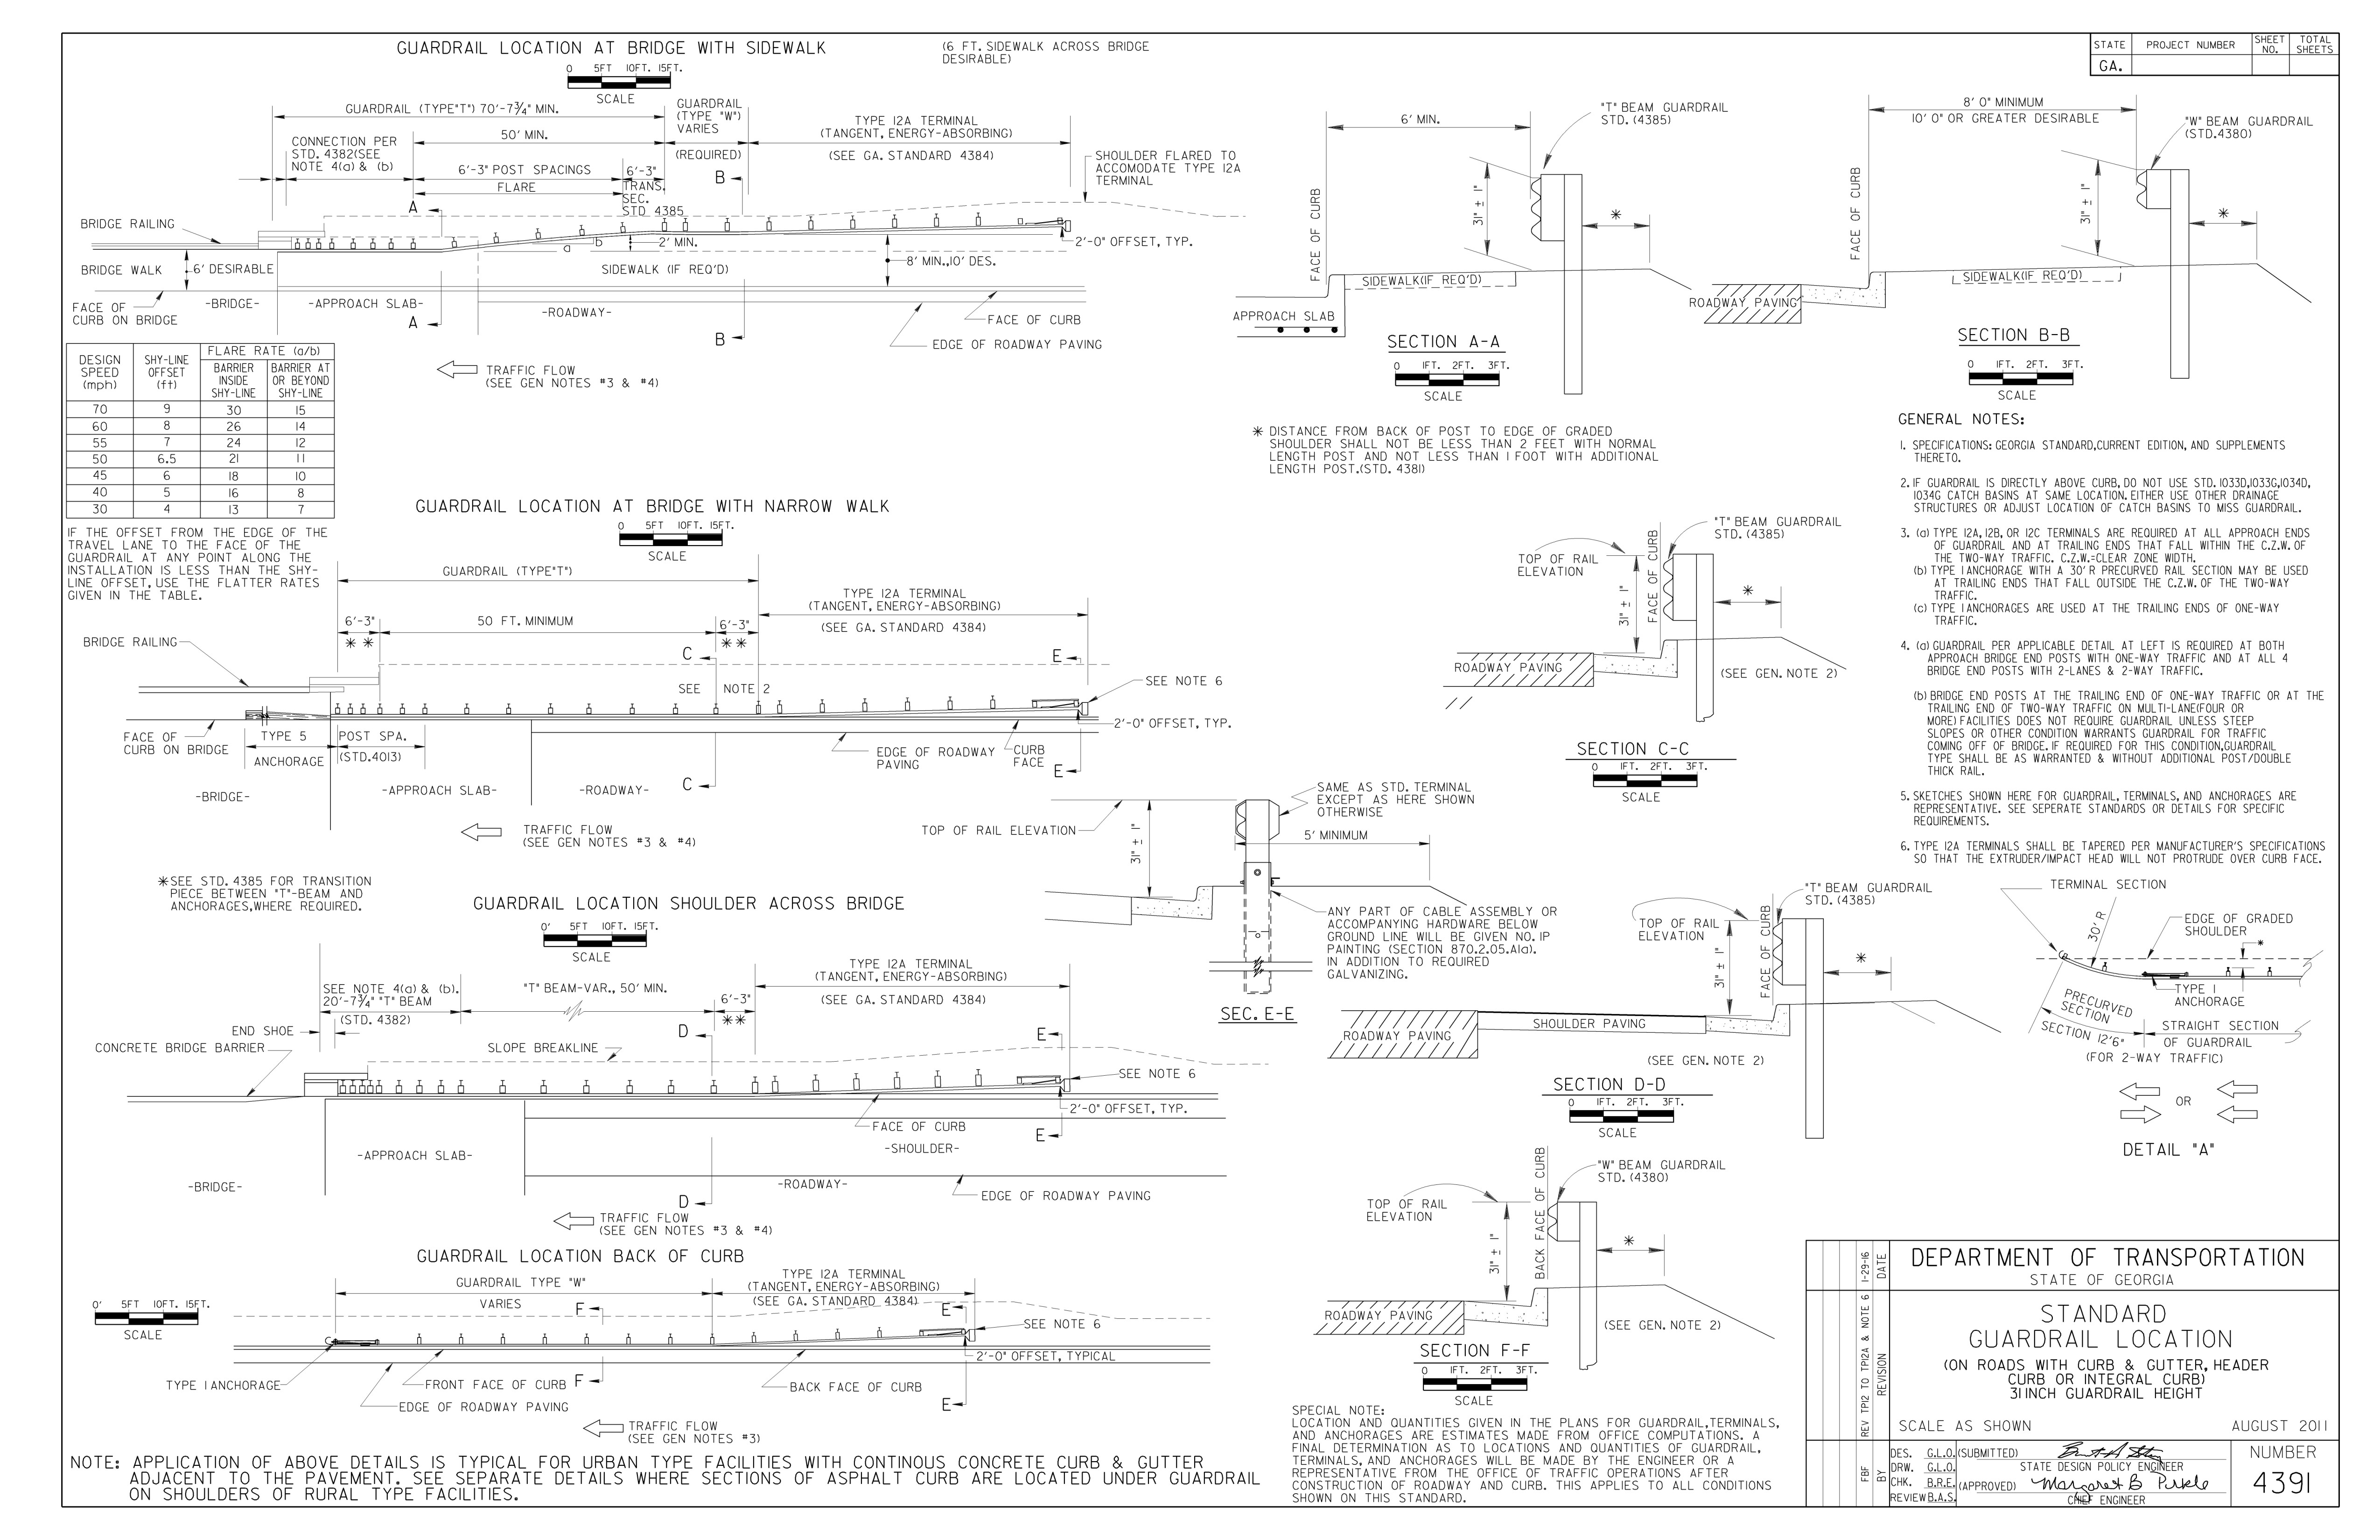 GUARDRAIL LOCATION AT BRIDGE WITH SIDEWALK
(6 FT. SIDEWALK ACROSS BRIDGE
DESIRABLE)
0 5FT 10FT. 15FT.
SCALE
GUARDRAIL (TYPE"T") 70'-7¾" MIN.
GUARDRAIL
(TYPE "W")
VARIES
(REQUIRED)
TYPE 12A TERMINAL
(TANGENT, ENERGY-ABSORBING)
(SEE GA. STANDARD 4384)
CONNECTION PER
STD. 4382(SEE
NOTE 4(a) & (b)
50' MIN.
6'-3" POST SPACINGS
FLARE
6'-3"
TRANS.
SEC.
STD 4385
SHOULDER FLARED TO
ACCOMODATE TYPE 12A
TERMINAL
A
B
BRIDGE RAILING
BRIDGE WALK
6' DESIRABLE
a
b
2' MIN.
SIDEWALK (IF REQ'D)
8' MIN.,10' DES.
2'-0" OFFSET, TYP.
FACE OF
CURB ON BRIDGE
-BRIDGE-
-APPROACH SLAB-
-ROADWAY-
A
B
FACE OF CURB
EDGE OF ROADWAY PAVING
TRAFFIC FLOW
(SEE GEN NOTES #3 & #4)
DESIGN SPEED (mph)
SHY-LINE OFFSET (ft)
FLARE RATE (a/b)
BARRIER INSIDE SHY-LINE
BARRIER AT OR BEYOND SHY-LINE
70 9 30 15
60 8 26 14
55 7 24 12
50 6.5 21 11
45 6 18 10
40 5 16 8
30 4 13 7
IF THE OFFSET FROM THE EDGE OF THE
TRAVEL LANE TO THE FACE OF THE
GUARDRAIL AT ANY POINT ALONG THE
INSTALLATION IS LESS THAN THE SHY-
LINE OFFSET, USE THE FLATTER RATES
GIVEN IN THE TABLE.
GUARDRAIL LOCATION AT BRIDGE WITH NARROW WALK
0 5FT 10FT. 15FT.
SCALE
GUARDRAIL (TYPE"T")
TYPE 12A TERMINAL
(TANGENT, ENERGY-ABSORBING)
(SEE GA. STANDARD 4384)
6'-3"
* *
50 FT. MINIMUM
6'-3"
**
BRIDGE RAILING
C
E
SEE NOTE 2
SEE NOTE 6
2'-0" OFFSET, TYP.
FACE OF
CURB ON BRIDGE
TYPE 5
ANCHORAGE
POST SPA.
(STD.4013)
EDGE OF ROADWAY
PAVING
CURB
FACE
E
C
-BRIDGE-
-APPROACH SLAB-
-ROADWAY-
TRAFFIC FLOW
(SEE GEN NOTES #3 & #4)
*SEE STD. 4385 FOR TRANSITION
PIECE BETWEEN "T"-BEAM AND
ANCHORAGES,WHERE REQUIRED.
GUARDRAIL LOCATION SHOULDER ACROSS BRIDGE
0' 5FT 10FT. 15FT.
SCALE
TYPE 12A TERMINAL
(TANGENT, ENERGY-ABSORBING)
(SEE GA. STANDARD 4384)
SEE NOTE 4(a) & (b).
20'-7¾" "T" BEAM
(STD. 4382)
"T" BEAM-VAR., 50' MIN.
6'-3"
**
END SHOE
CONCRETE BRIDGE BARRIER
SLOPE BREAKLINE
D
E
SEE NOTE 6
2'-0" OFFSET, TYP.
FACE OF CURB
E
-SHOULDER-
-APPROACH SLAB-
-BRIDGE-
-ROADWAY-
D
EDGE OF ROADWAY PAVING
TRAFFIC FLOW
(SEE GEN NOTES #3 & #4)
GUARDRAIL LOCATION BACK OF CURB
0' 5FT 10FT. 15FT.
SCALE
GUARDRAIL TYPE "W"
VARIES
TYPE 12A TERMINAL
(TANGENT, ENERGY-ABSORBING)
(SEE GA. STANDARD 4384)
F
E
SEE NOTE 6
2'-0" OFFSET, TYPICAL
TYPE 1 ANCHORAGE
FRONT FACE OF CURB
F
BACK FACE OF CURB
EDGE OF ROADWAY PAVING
E
TRAFFIC FLOW
(SEE GEN NOTES #3)
NOTE: APPLICATION OF ABOVE DETAILS IS TYPICAL FOR URBAN TYPE FACILITIES WITH CONTINOUS CONCRETE CURB & GUTTER
ADJACENT TO THE PAVEMENT. SEE SEPARATE DETAILS WHERE SECTIONS OF ASPHALT CURB ARE LOCATED UNDER GUARDRAIL
ON SHOULDERS OF RURAL TYPE FACILITIES.
6' MIN.
"T" BEAM GUARDRAIL
STD. (4385)
FACE OF CURB
31" ± 1"
*
SIDEWALK(IF REQ'D)
APPROACH SLAB
SECTION A-A
0 1FT. 2FT. 3FT.
SCALE
8' 0" MINIMUM
10' 0" OR GREATER DESIRABLE
"W" BEAM GUARDRAIL
(STD.4380)
FACE OF CURB
31" ± 1"
*
SIDEWALK(IF REQ'D)
ROADWAY PAVING
SECTION B-B
0 1FT. 2FT. 3FT.
SCALE
* DISTANCE FROM BACK OF POST TO EDGE OF GRADED
SHOULDER SHALL NOT BE LESS THAN 2 FEET WITH NORMAL
LENGTH POST AND NOT LESS THAN 1 FOOT WITH ADDITIONAL
LENGTH POST.(STD. 4381)
"T" BEAM GUARDRAIL
STD. (4385)
TOP OF RAIL
ELEVATION
FACE OF CURB
31" ± 1"
*
ROADWAY PAVING
(SEE GEN. NOTE 2)
SECTION C-C
0 1FT. 2FT. 3FT.
SCALE
SAME AS STD. TERMINAL
EXCEPT AS HERE SHOWN
OTHERWISE
TOP OF RAIL ELEVATION
5' MINIMUM
31" ± 1"
ANY PART OF CABLE ASSEMBLY OR
ACCOMPANYING HARDWARE BELOW
GROUND LINE WILL BE GIVEN NO. 1P
PAINTING (SECTION 870.2.05.A1a).
IN ADDITION TO REQUIRED
GALVANIZING.
SEC. E-E
"T" BEAM GUARDRAIL
STD. (4385)
TOP OF RAIL
ELEVATION
FACE OF CURB
31" ± 1"
*
SHOULDER PAVING
ROADWAY PAVING
(SEE GEN. NOTE 2)
SECTION D-D
0 1FT. 2FT. 3FT.
SCALE
"W" BEAM GUARDRAIL
STD. (4380)
TOP OF RAIL
ELEVATION
BACK FACE OF CURB
31" ± 1"
*
ROADWAY PAVING
(SEE GEN. NOTE 2)
SECTION F-F
0 1FT. 2FT. 3FT.
SCALE
SPECIAL NOTE:
LOCATION AND QUANTITIES GIVEN IN THE PLANS FOR GUARDRAIL,TERMINALS,
AND ANCHORAGES ARE ESTIMATES MADE FROM OFFICE COMPUTATIONS. A
FINAL DETERMINATION AS TO LOCATIONS AND QUANTITIES OF GUARDRAIL,
TERMINALS, AND ANCHORAGES WILL BE MADE BY THE ENGINEER OR A
REPRESENTATIVE FROM THE OFFICE OF TRAFFIC OPERATIONS AFTER
CONSTRUCTION OF ROADWAY AND CURB. THIS APPLIES TO ALL CONDITIONS
SHOWN ON THIS STANDARD.
STATE PROJECT NUMBER SHEET NO. TOTAL SHEETS
GA.
GENERAL NOTES:
1. SPECIFICATIONS: GEORGIA STANDARD,CURRENT EDITION, AND SUPPLEMENTS
THERETO.
2. IF GUARDRAIL IS DIRECTLY ABOVE CURB, DO NOT USE STD. 1033D,1033G,1034D,
1034G CATCH BASINS AT SAME LOCATION. EITHER USE OTHER DRAINAGE
STRUCTURES OR ADJUST LOCATION OF CATCH BASINS TO MISS GUARDRAIL.
3. (a) TYPE 12A, 12B, OR 12C TERMINALS ARE REQUIRED AT ALL APPROACH ENDS
OF GUARDRAIL AND AT TRAILING ENDS THAT FALL WITHIN THE C.Z.W. OF
THE TWO-WAY TRAFFIC. C.Z.W.=CLEAR ZONE WIDTH.
(b) TYPE 1 ANCHORAGE WITH A 30' R PRECURVED RAIL SECTION MAY BE USED
AT TRAILING ENDS THAT FALL OUTSIDE THE C.Z.W. OF THE TWO-WAY
TRAFFIC.
(c) TYPE 1 ANCHORAGES ARE USED AT THE TRAILING ENDS OF ONE-WAY
TRAFFIC.
4. (a) GUARDRAIL PER APPLICABLE DETAIL AT LEFT IS REQUIRED AT BOTH
APPROACH BRIDGE END POSTS WITH ONE-WAY TRAFFIC AND AT ALL 4
BRIDGE END POSTS WITH 2-LANES & 2-WAY TRAFFIC.
(b) BRIDGE END POSTS AT THE TRAILING END OF ONE-WAY TRAFFIC OR AT THE
TRAILING END OF TWO-WAY TRAFFIC ON MULTI-LANE(FOUR OR
MORE) FACILITIES DOES NOT REQUIRE GUARDRAIL UNLESS STEEP
SLOPES OR OTHER CONDITION WARRANTS GUARDRAIL FOR TRAFFIC
COMING OFF OF BRIDGE. IF REQUIRED FOR THIS CONDITION,GUARDRAIL
TYPE SHALL BE AS WARRANTED & WITHOUT ADDITIONAL POST/DOUBLE
THICK RAIL.
5. SKETCHES SHOWN HERE FOR GUARDRAIL, TERMINALS, AND ANCHORAGES ARE
REPRESENTATIVE. SEE SEPERATE STANDARDS OR DETAILS FOR SPECIFIC
REQUIREMENTS.
6. TYPE 12A TERMINALS SHALL BE TAPERED PER MANUFACTURER'S SPECIFICATIONS
SO THAT THE EXTRUDER/IMPACT HEAD WILL NOT PROTRUDE OVER CURB FACE.
TERMINAL SECTION
30' R
EDGE OF GRADED
SHOULDER
*
TYPE 1
ANCHORAGE
PRECURVED
SECTION
SECTION 12'6"
STRAIGHT SECTION
OF GUARDRAIL
(FOR 2-WAY TRAFFIC)
OR
DETAIL "A"
DEPARTMENT OF TRANSPORTATION
STATE OF GEORGIA
STANDARD
GUARDRAIL LOCATION
(ON ROADS WITH CURB & GUTTER, HEADER
CURB OR INTEGRAL CURB)
31 INCH GUARDRAIL HEIGHT
SCALE AS SHOWN
AUGUST 2011
1-29-16 DATE
REV TP12 TO TP12A & NOTE 6 REVISION
FBF BY
DES. G.L.O. (SUBMITTED)
STATE DESIGN POLICY ENGINEER
DRW. G.L.O.
CHK. B.R.E. (APPROVED) Margaret B Pirkle
REVIEW B.A.S.
CHIEF ENGINEER
NUMBER
4391